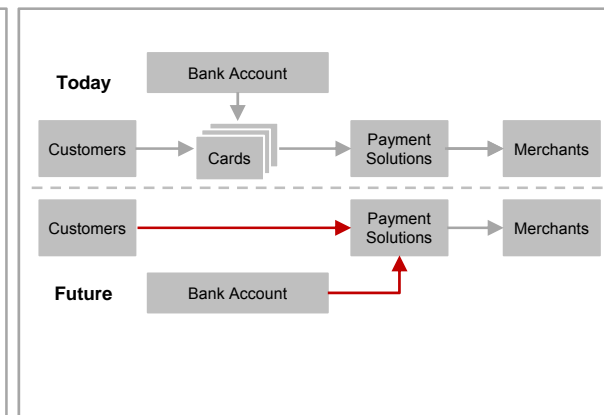 Today
Bank Account
Customers
Cards
Payment
Solutions
Merchants
Customers
Payment
Solutions
Merchants
Future
Bank Account